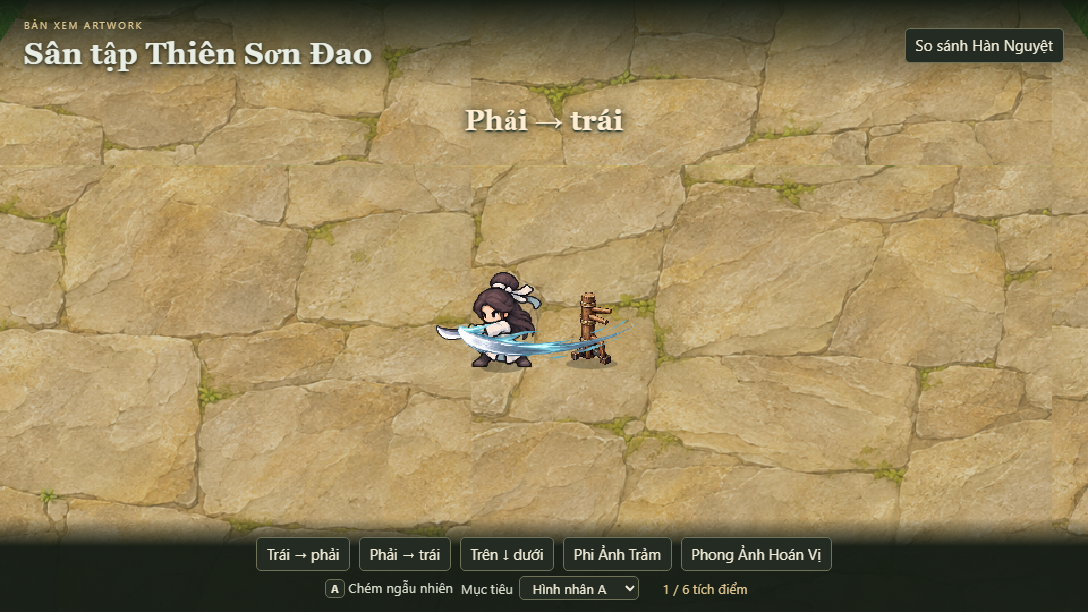 BẢN XEM ARTWORK
Sân tập Thiên Sơn Đao
So sánh Hàn Nguyệt
Phải → trái
Trái → phải
Phải → trái
Trên ↓ dưới
Phi Ảnh Trảm
Phong Ảnh Hoán Vị
A Chém ngẫu nhiên
Mục tiêu
Hình nhân A
1 / 6 tích điểm